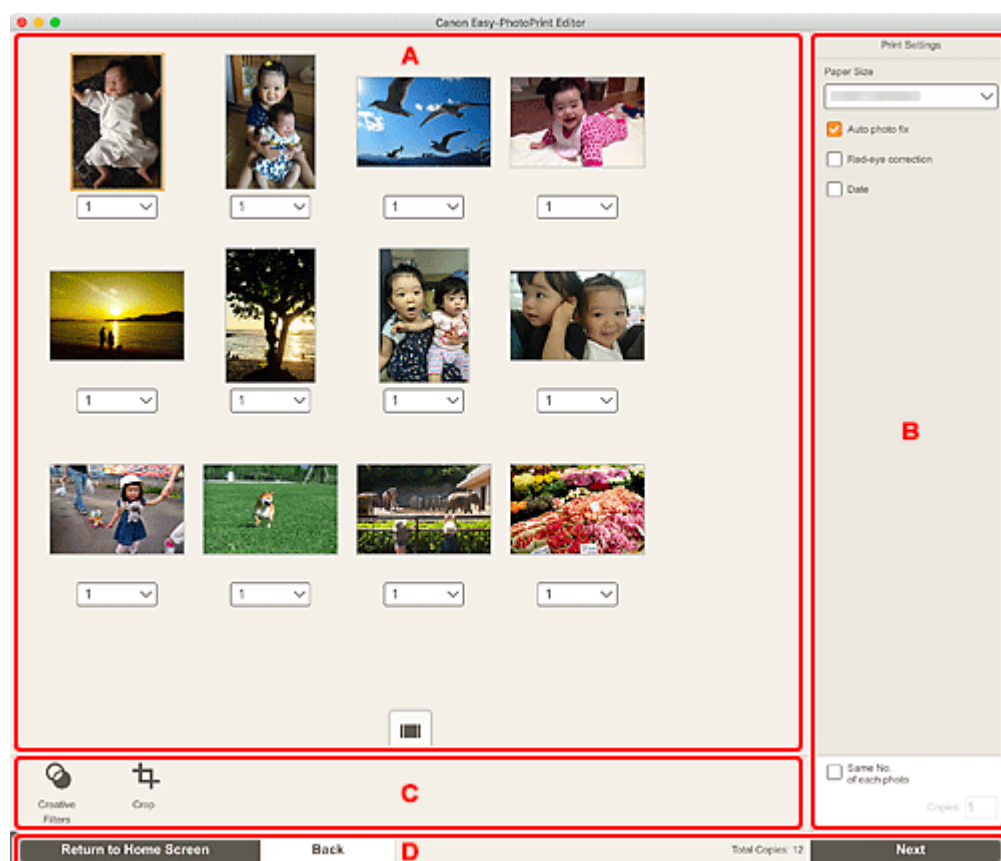 Canon Easy-PhotoPrint Editor
A
Print Settings
Paper Size
Auto photo fix
Red-eye correction
Date
1 1 1 1
1 1 1 1
B
1 1 1 1
C
Creative
Filters
Crop
Same No.
of each photo
Copies 1
Return to Home Screen Back D Total Copies: 12 Next